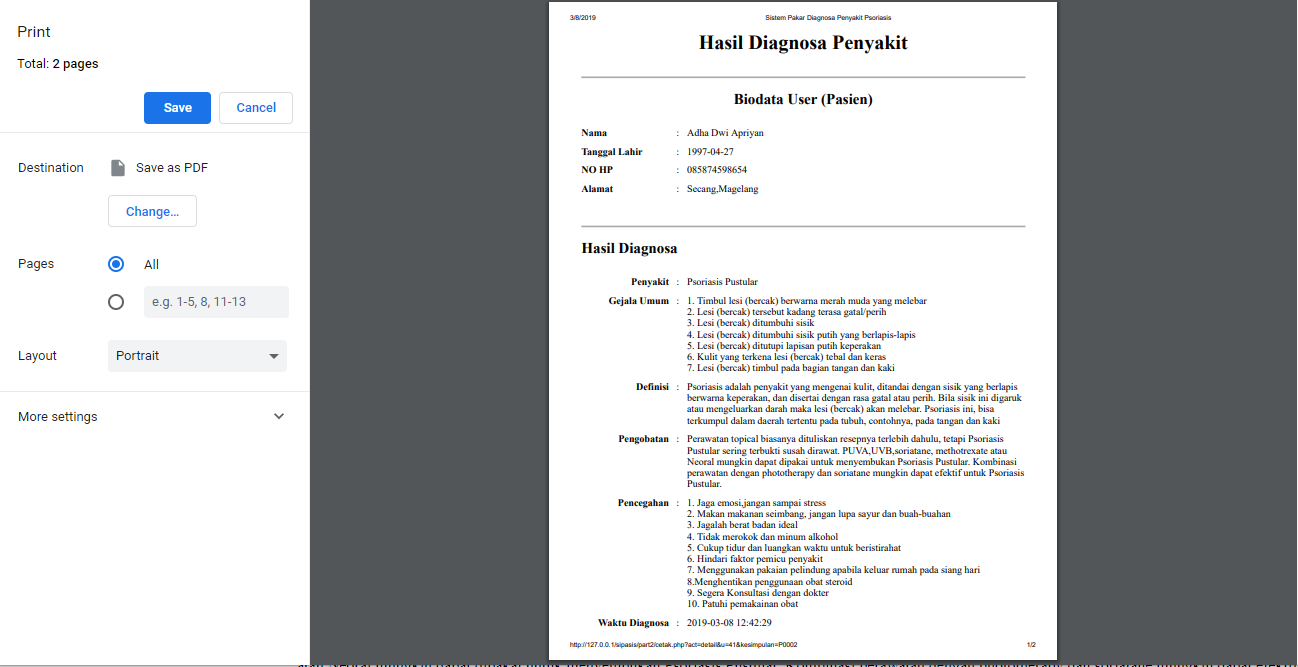 Print
Total: 2 pages
Save
Cancel
Destination
Save as PDF
Change...
Pages
All
e.g. 1-5, 8, 11-13
Layout
Portrait
More settings
3/8/2019
Sistem Pakar Diagnosa Penyakit Psoriasis
Hasil Diagnosa Penyakit
Biodata User (Pasien)
Nama : Adha Dwi Apriyan
Tanggal Lahir : 1997-04-27
NO HP : 085874598654
Alamat : Secang,Magelang
Hasil Diagnosa
Penyakit : Psoriasis Pustular
Gejala Umum : 1. Timbul lesi (bercak) berwarna merah muda yang melebar
2. Lesi (bercak) tersebut kadang terasa gatal/perih
3. Lesi (bercak) ditumbuhi sisik
4. Lesi (bercak) ditumbuhi sisik putih yang berlapis-lapis
5. Lesi (bercak) ditutupi lapisan putih keperakan
6. Kulit yang terkena lesi (bercak) tebal dan keras
7. Lesi (bercak) timbul pada bagian tangan dan kaki
Definisi : Psoriasis adalah penyakit yang mengenai kulit, ditandai dengan sisik yang berlapis
berwarna keperakan, dan disertai dengan rasa gatal atau perih. Bila sisik ini digaruk
atau mengeluarkan darah maka lesi (bercak) akan melebar. Psoriasis ini, bisa
terkumpul dalam daerah tertentu pada tubuh, contohnya, pada tangan dan kaki
Pengobatan : Perawatan topical biasanya dituliskan resepnya terlebih dahulu, tetapi Psoriasis
Pustular sering terbukti susah dirawat. PUVA,UVB,soriatane, methotrexate atau
Neoral mungkin dapat dipakai untuk menyembukan Psoriasis Pustular. Kombinasi
perawatan dengan phototherapy dan soriatane mungkin dapat efektif untuk Psoriasis
Pustular.
Pencegahan : 1. Jaga emosi,jangan sampai stress
2. Makan makanan seimbang, jangan lupa sayur dan buah-buahan
3. Jagalah berat badan ideal
4. Tidak merokok dan minum alkohol
5. Cukup tidur dan luangkan waktu untuk beristirahat
6. Hindari faktor pemicu penyakit
7. Menggunakan pakaian pelindung apabila keluar rumah pada siang hari
8.Menghentikan penggunaan obat steroid
9. Segera Konsultasi dengan dokter
10. Patuhi pemakainan obat
Waktu Diagnosa : 2019-03-08 12:42:29
http://127.0.0.1/sipasis/part2/cetak.php?act=detail&u=41&kesimpulan=P0002
1/2